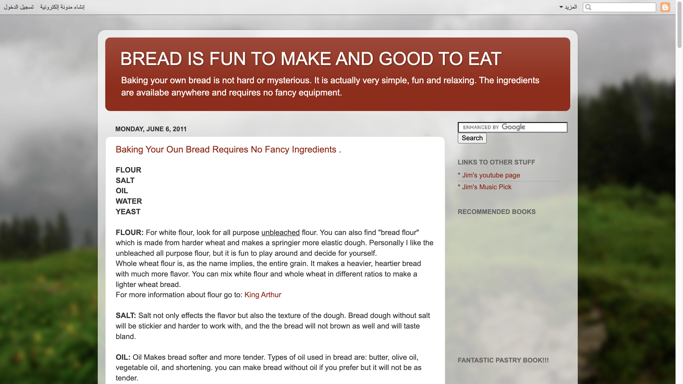 إنشاء مدونة إلكترونية تسجيل الدخول
المزيد
BREAD IS FUN TO MAKE AND GOOD TO EAT
Baking your own bread is not hard or mysterious. It is actually very simple, fun and relaxing. The ingredients
are availabe anywhere and requires no fancy equipment.
MONDAY, JUNE 6, 2011
Baking Your Oun Bread Requires No Fancy Ingredients .
FLOUR
SALT
OIL
WATER
YEAST
FLOUR: For white flour, look for all purpose unbleached flour. You can also find "bread flour"
which is made from harder wheat and makes a springier more elastic dough. Personally I like the
unbleached all purpose flour, but it is fun to play around and decide for yourself.
Whole wheat flour is, as the name implies, the entire grain. It makes a heavier, heartier bread
with much more flavor. You can mix white flour and whole wheat in different ratios to make a
lighter wheat bread.
For more information about flour go to: King Arthur
SALT: Salt not only effects the flavor but also the texture of the dough. Bread dough without salt
will be stickier and harder to work with, and the the bread will not brown as well and will taste
bland.
OIL: Oil Makes bread softer and more tender. Types of oil used in bread are: butter, olive oil,
vegetable oil, and shortening. you can make bread without oil if you prefer but it will not be as
tender.
ENHANCED BY Google
Search
LINKS TO OTHER STUFF
* Jim's youtube page
* Jim's Music Pick
RECOMMENDED BOOKS
FANTASTIC PASTRY BOOK!!!